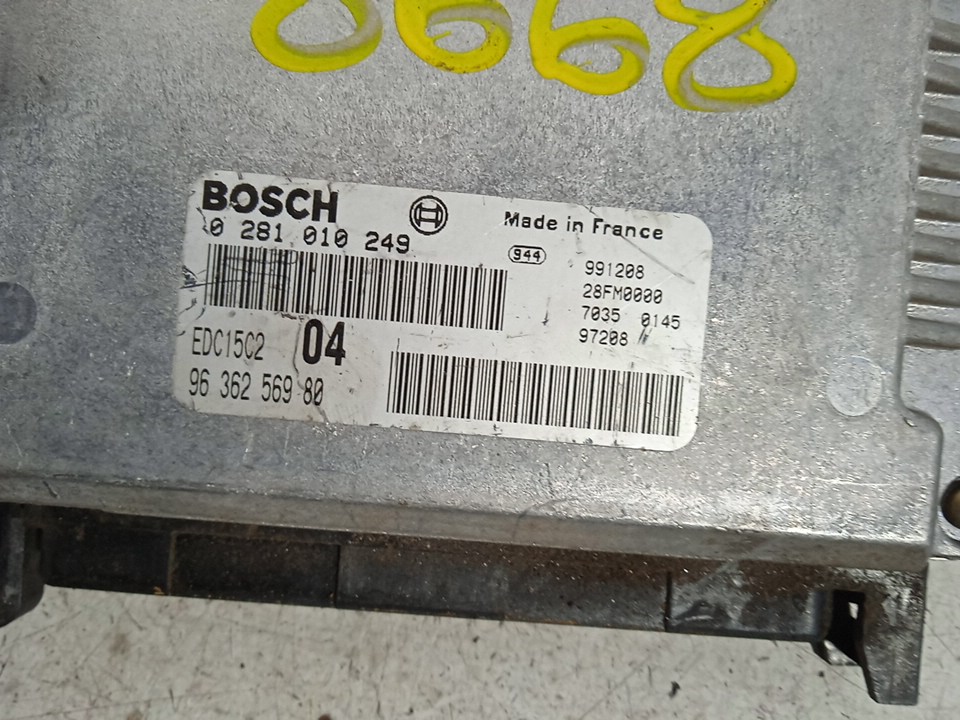 0668
BOSCH
0 281 010 249
Made in France
944
991208
28FM0000
7035 0145
97208
EDC15C2 04
96 362 569 80